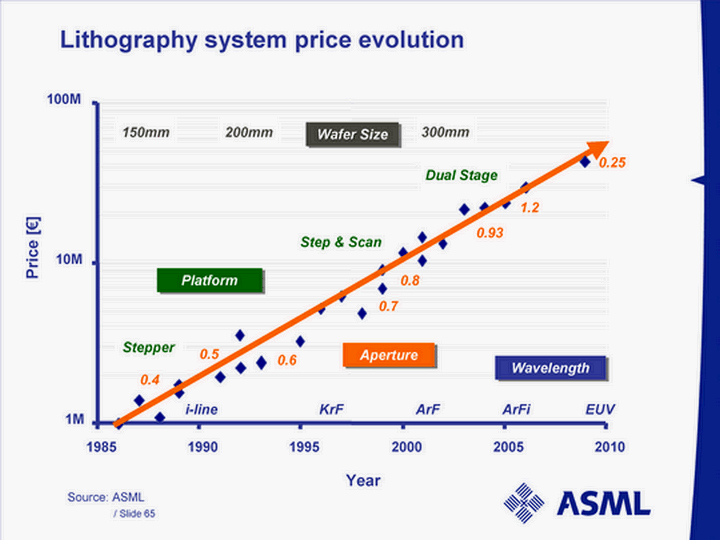 Lithography system price evolution
100M
150mm 200mm Wafer Size 300mm
0.25
Dual Stage
1.2
0.93
Step & Scan
Price [€]
10M
Platform
0.8
0.7
Stepper
0.5
0.6
Aperture
Wavelength
0.4
i-line KrF ArF ArFi EUV
1M
1985 1990 1995 2000 2005 2010
Year
Source: ASML
/ Slide 65
ASML